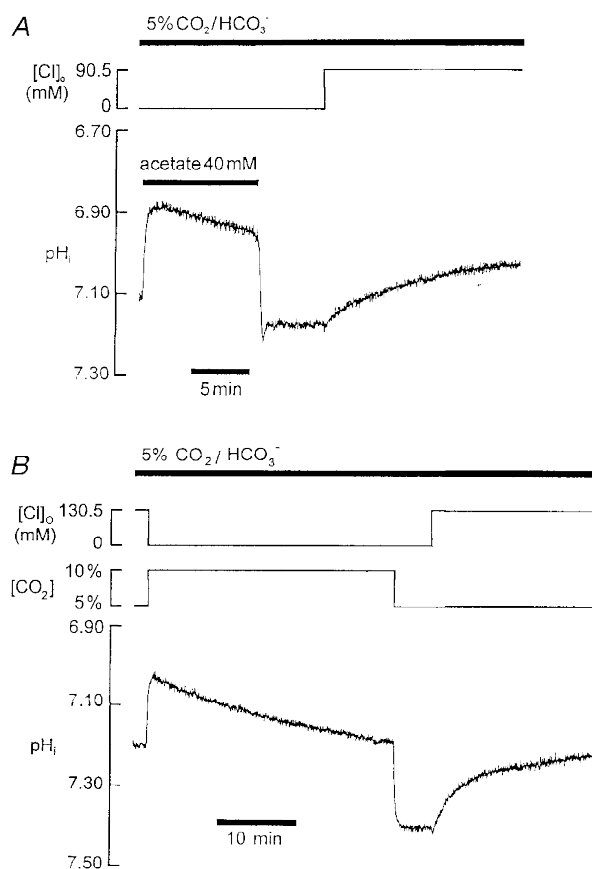 A
5% CO₂/HCO₃⁻
[Cl]ₒ 90.5
(mM) 0
6.70
acetate 40 mM
6.90
pHᵢ
7.10
7.30
5 min
B
5% CO₂ / HCO₃⁻
[Cl]ₒ 130.5
(mM) 0
[CO₂] 10%
5%
6.90
7.10
pHᵢ
7.30
10 min
7.50